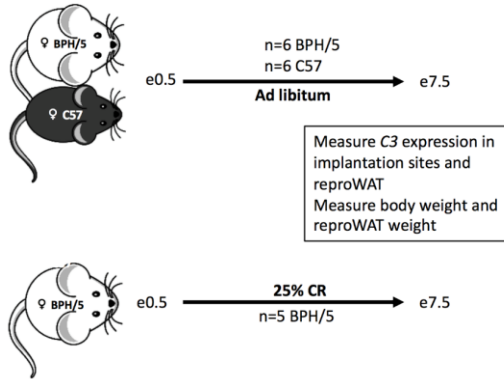 ♀ BPH/5
♀ C57
e0.5
n=6 BPH/5
n=6 C57
Ad libitum
e7.5
Measure C3 expression in
implantation sites and
reproWAT
Measure body weight and
reproWAT weight
♀ BPH/5
e0.5
25% CR
n=5 BPH/5
e7.5